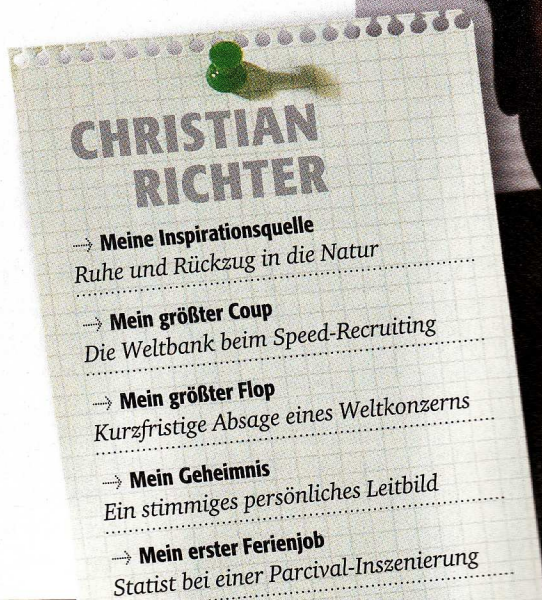 CHRISTIAN
RICHTER
Meine Inspirationsquelle
Ruhe und Rückzug in die Natur
Mein größter Coup
Die Weltbank beim Speed-Recruiting
Mein größter Flop
Kurzfristige Absage eines Weltkonzerns
Mein Geheimnis
Ein stimmiges persönliches Leitbild
Mein erster Ferienjob
Statist bei einer Parcival-Inszenierung